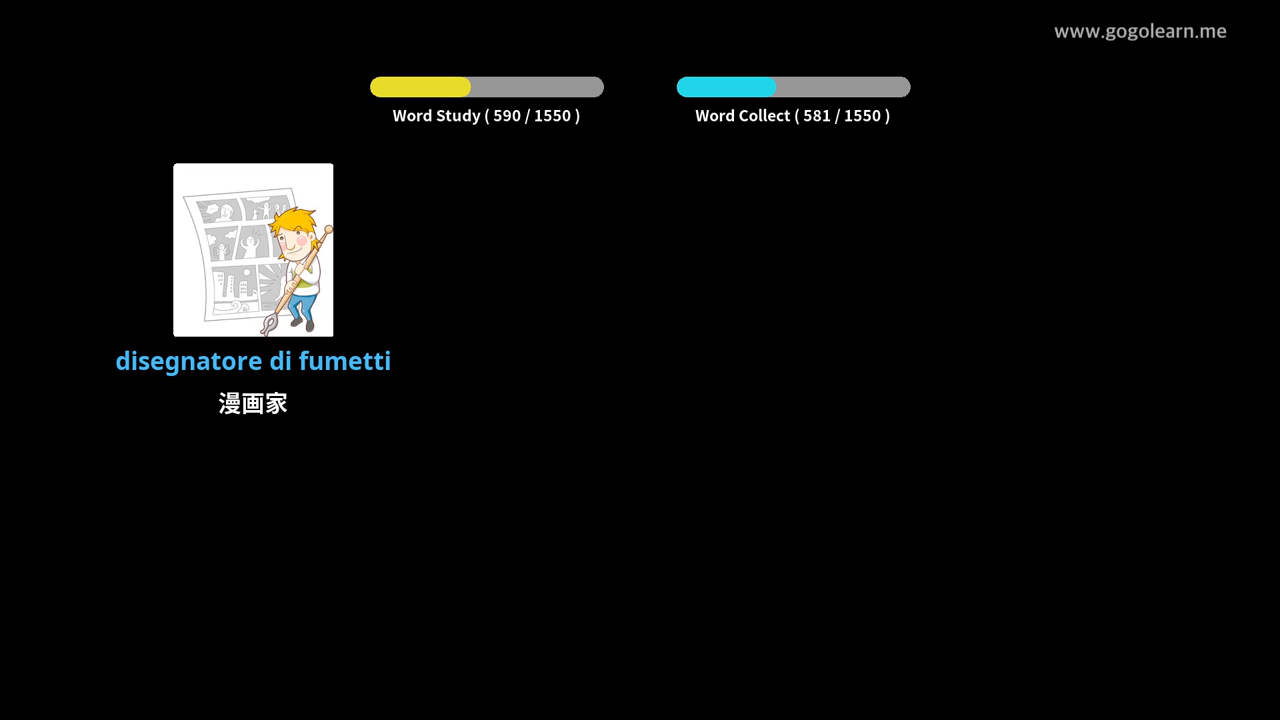 www.gogolearn.me
Word Study ( 590 / 1550 )
Word Collect ( 581 / 1550 )
disegnatore di fumetti
漫画家